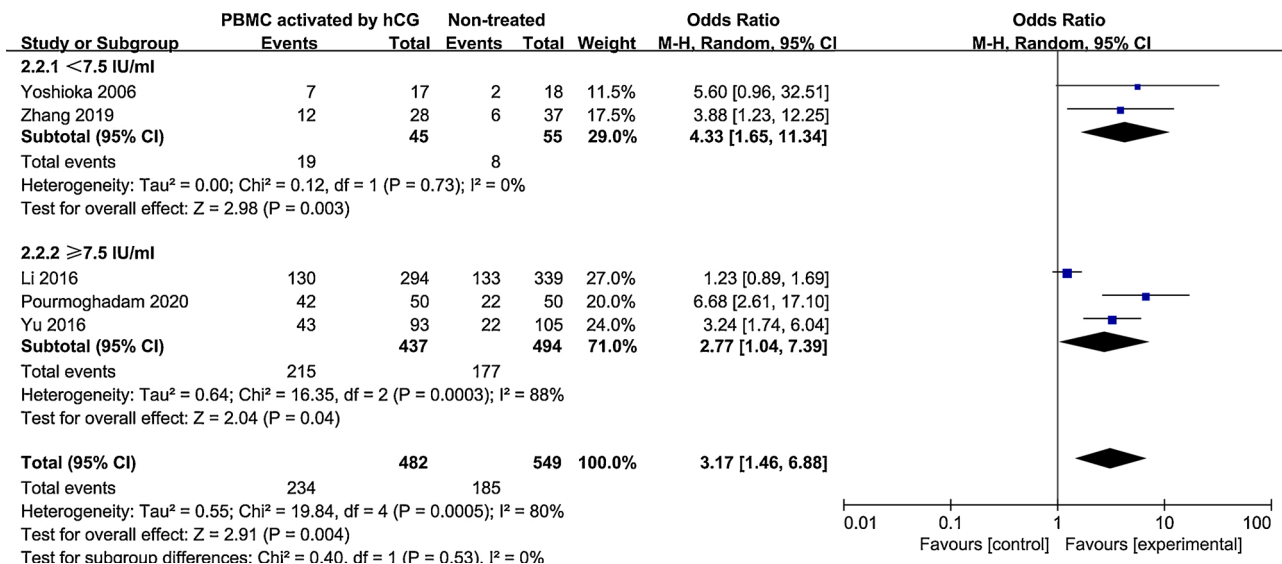 PBMC activated by hCG Non-treated Odds Ratio Odds Ratio
Study or Subgroup Events Total Events Total Weight M-H, Random, 95% CI M-H, Random, 95% CI
2.2.1 <7.5 IU/ml
Yoshioka 2006 7 17 2 18 11.5% 5.60 [0.96, 32.51]
Zhang 2019 12 28 6 37 17.5% 3.88 [1.23, 12.25]
Subtotal (95% CI) 45 55 29.0% 4.33 [1.65, 11.34]
Total events 19 8
Heterogeneity: Tau² = 0.00; Chi² = 0.12, df = 1 (P = 0.73); I² = 0%
Test for overall effect: Z = 2.98 (P = 0.003)
2.2.2 ⩾7.5 IU/ml
Li 2016 130 294 133 339 27.0% 1.23 [0.89, 1.69]
Pourmoghadam 2020 42 50 22 50 20.0% 6.68 [2.61, 17.10]
Yu 2016 43 93 22 105 24.0% 3.24 [1.74, 6.04]
Subtotal (95% CI) 437 494 71.0% 2.77 [1.04, 7.39]
Total events 215 177
Heterogeneity: Tau² = 0.64; Chi² = 16.35, df = 2 (P = 0.0003); I² = 88%
Test for overall effect: Z = 2.04 (P = 0.04)
Total (95% CI) 482 549 100.0% 3.17 [1.46, 6.88]
Total events 234 185
Heterogeneity: Tau² = 0.55; Chi² = 19.84, df = 4 (P = 0.0005); I² = 80%
Test for overall effect: Z = 2.91 (P = 0.004)
Test for subgroup differences: Chi² = 0.40, df = 1 (P = 0.53), I² = 0%
0.01 0.1 1 10 100
Favours [control] Favours [experimental]